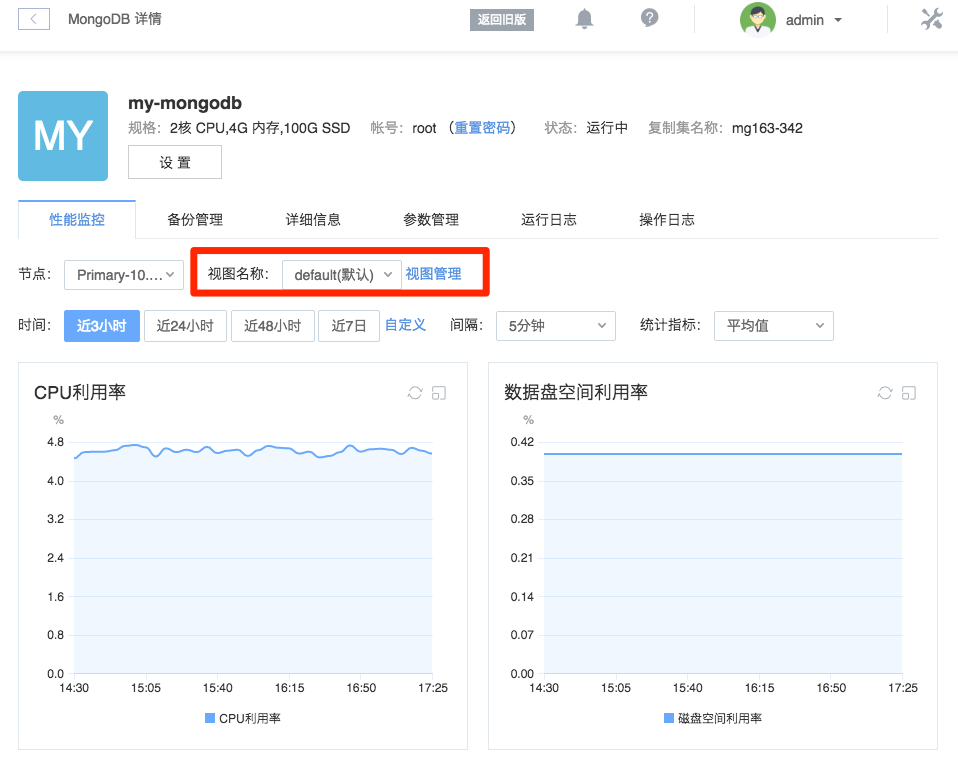 MongoDB 详情 返回旧版 admin
MY
my-mongodb
规格: 2核 CPU,4G 内存,100G SSD 帐号: root (重置密码) 状态: 运行中 复制集名称: mg163-342
设 置
性能监控 备份管理 详细信息 参数管理 运行日志 操作日志
节点: Primary-10.... 视图名称: default(默认) 视图管理
时间: 近3小时 近24小时 近48小时 近7日 自定义 间隔: 5分钟 统计指标: 平均值
CPU利用率
%
4.8
4.0
3.2
2.4
1.6
0.8
0.0
14:30 15:05 15:40 16:15 16:50 17:25
CPU利用率
数据盘空间利用率
%
0.42
0.35
0.28
0.21
0.14
0.07
0.00
14:30 15:05 15:40 16:15 16:50 17:25
磁盘空间利用率